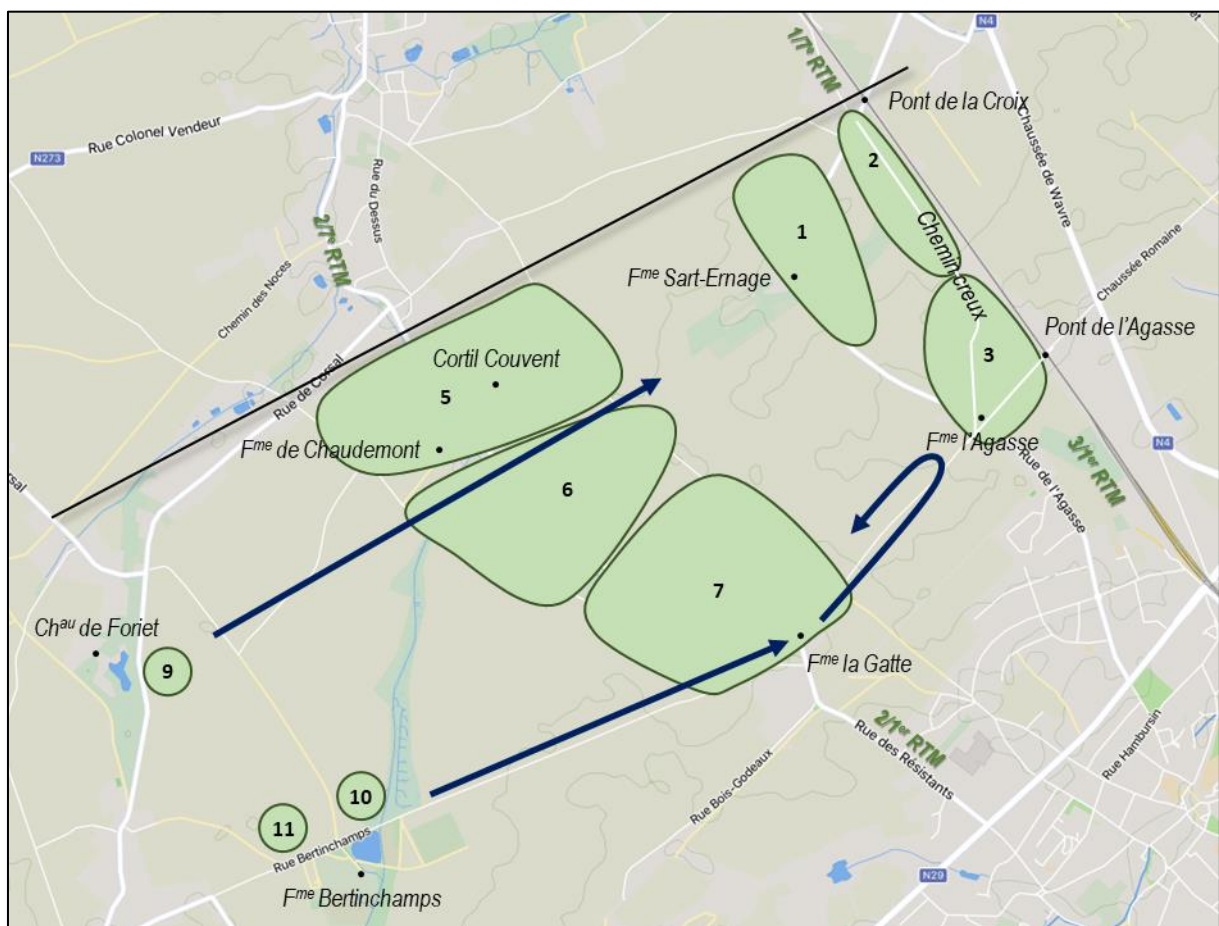 N4
1/7e RTM
Pont de la Croix
Rue Colonel Vendeur
N273
Rue du Dessus
Chaussée de Wavre
2
1
Chemin creux
Chaussée Romaine
2/7e RTM
Chemin des Noces
Fme Sart-Ernage
Pont de l'Agasse
3
Rue de Corsal
Cortil Couvent
5
Fme de Chaudemont
Fme l'Agasse
3/1er RTM
N4
Rue de l'Agasse
6
7
Chau de Foriet
9
Fme la Gatte
2/1er RTM
Rue des Résistants
Rue Hambursin
10
11
Rue Bertinchamps
Rue Bois-Godeaux
Fme Bertinchamps
N29